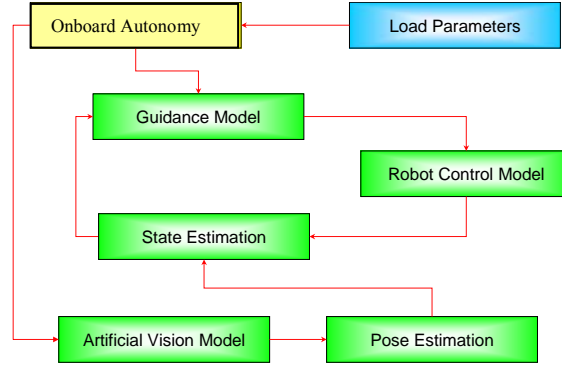 Onboard Autonomy
Load Parameters
Guidance Model
Robot Control Model
State Estimation
Artificial Vision Model
Pose Estimation